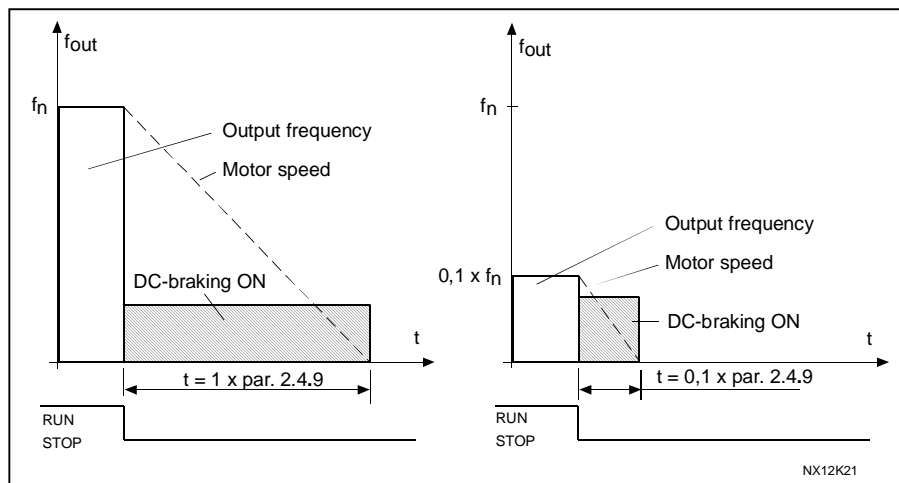 fout
fn
Output frequency
Motor speed
DC-braking ON
t
t = 1 x par. 2.4.9
RUN
STOP
fout
fn
Output frequency
Motor speed
0,1 x fn
DC-braking ON
t
t = 0,1 x par. 2.4.9
RUN
STOP
NX12K21